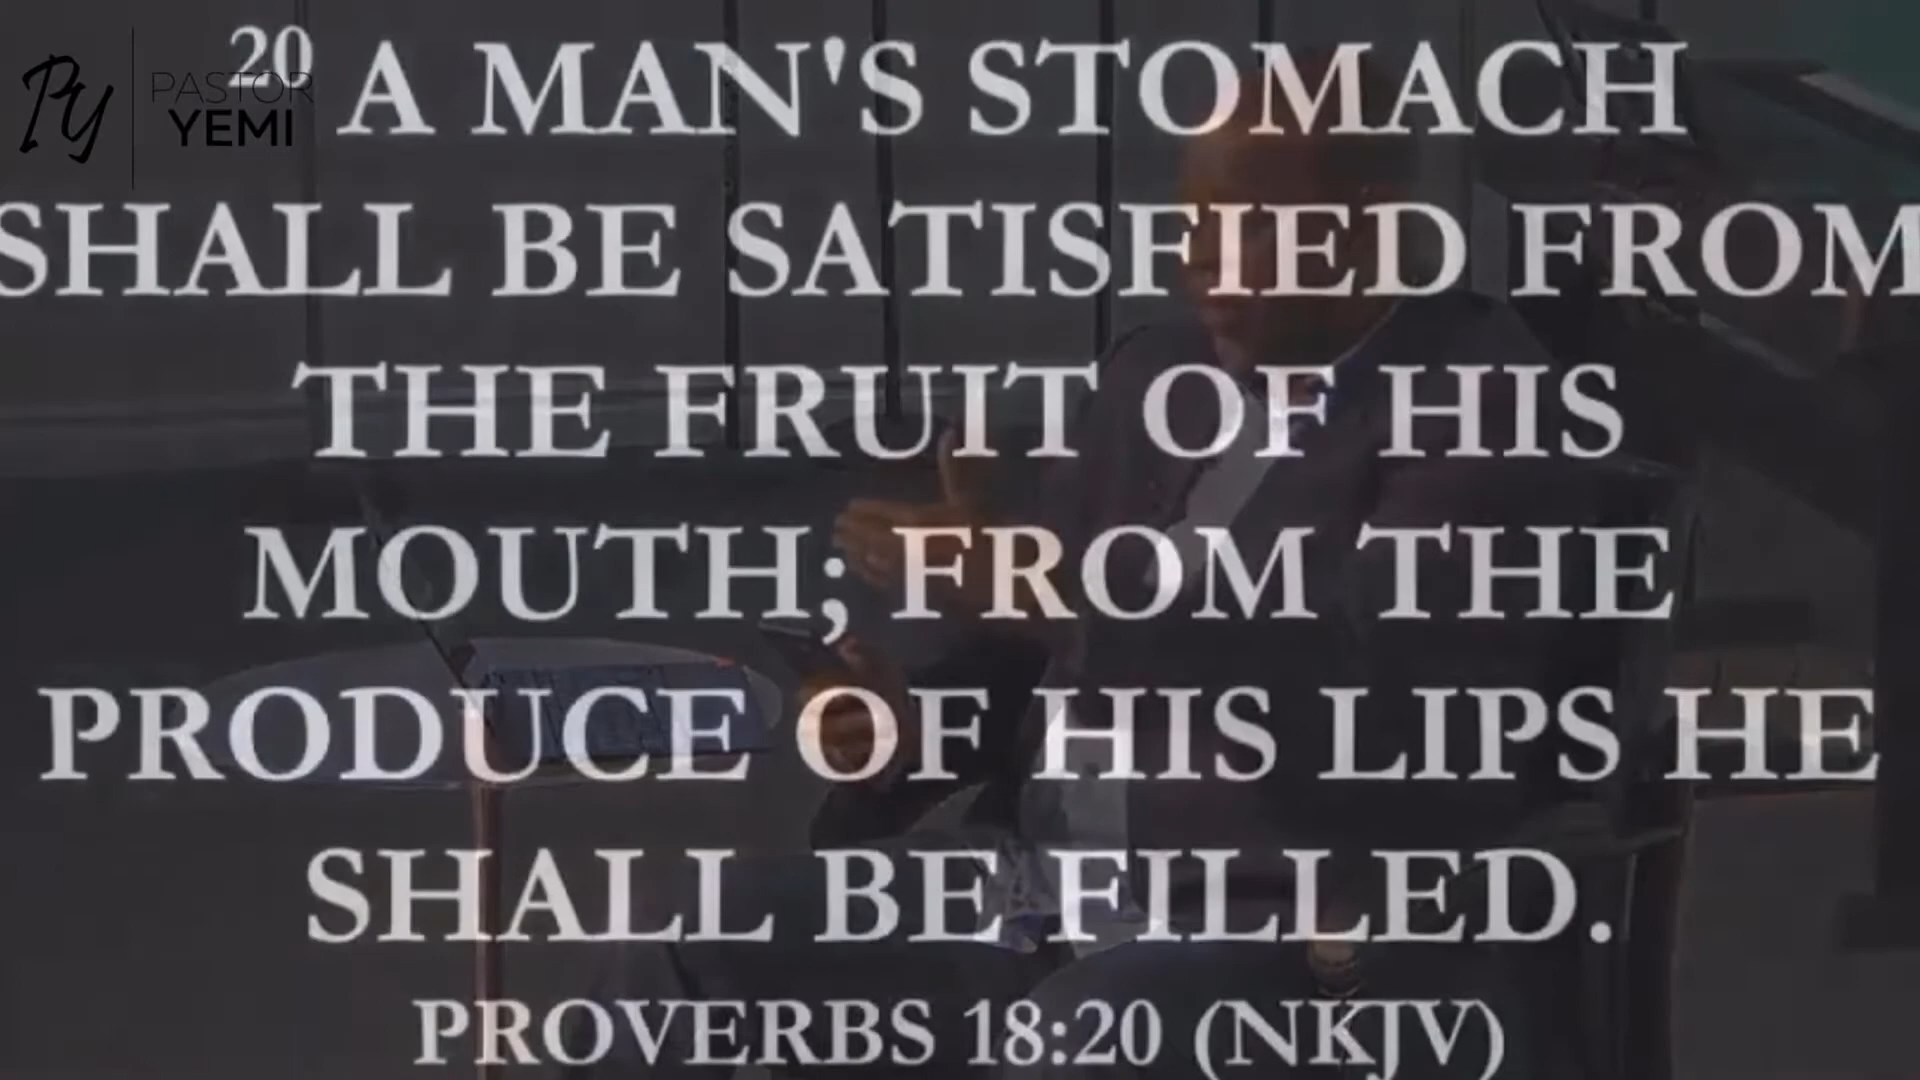 PY
PASTOR
YEMI
20 A MAN'S STOMACH
SHALL BE SATISFIED FROM
THE FRUIT OF HIS
MOUTH; FROM THE
PRODUCE OF HIS LIPS HE
SHALL BE FILLED.
PROVERBS 18:20 (NKJV)